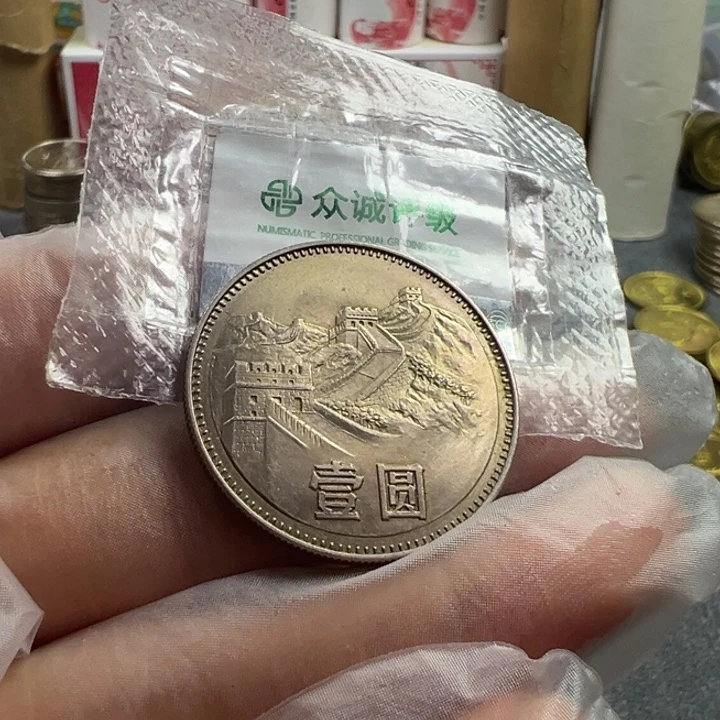 众诚评级
NUMISMATIC PROFESSIONAL GRADING SERVICE
壹圆